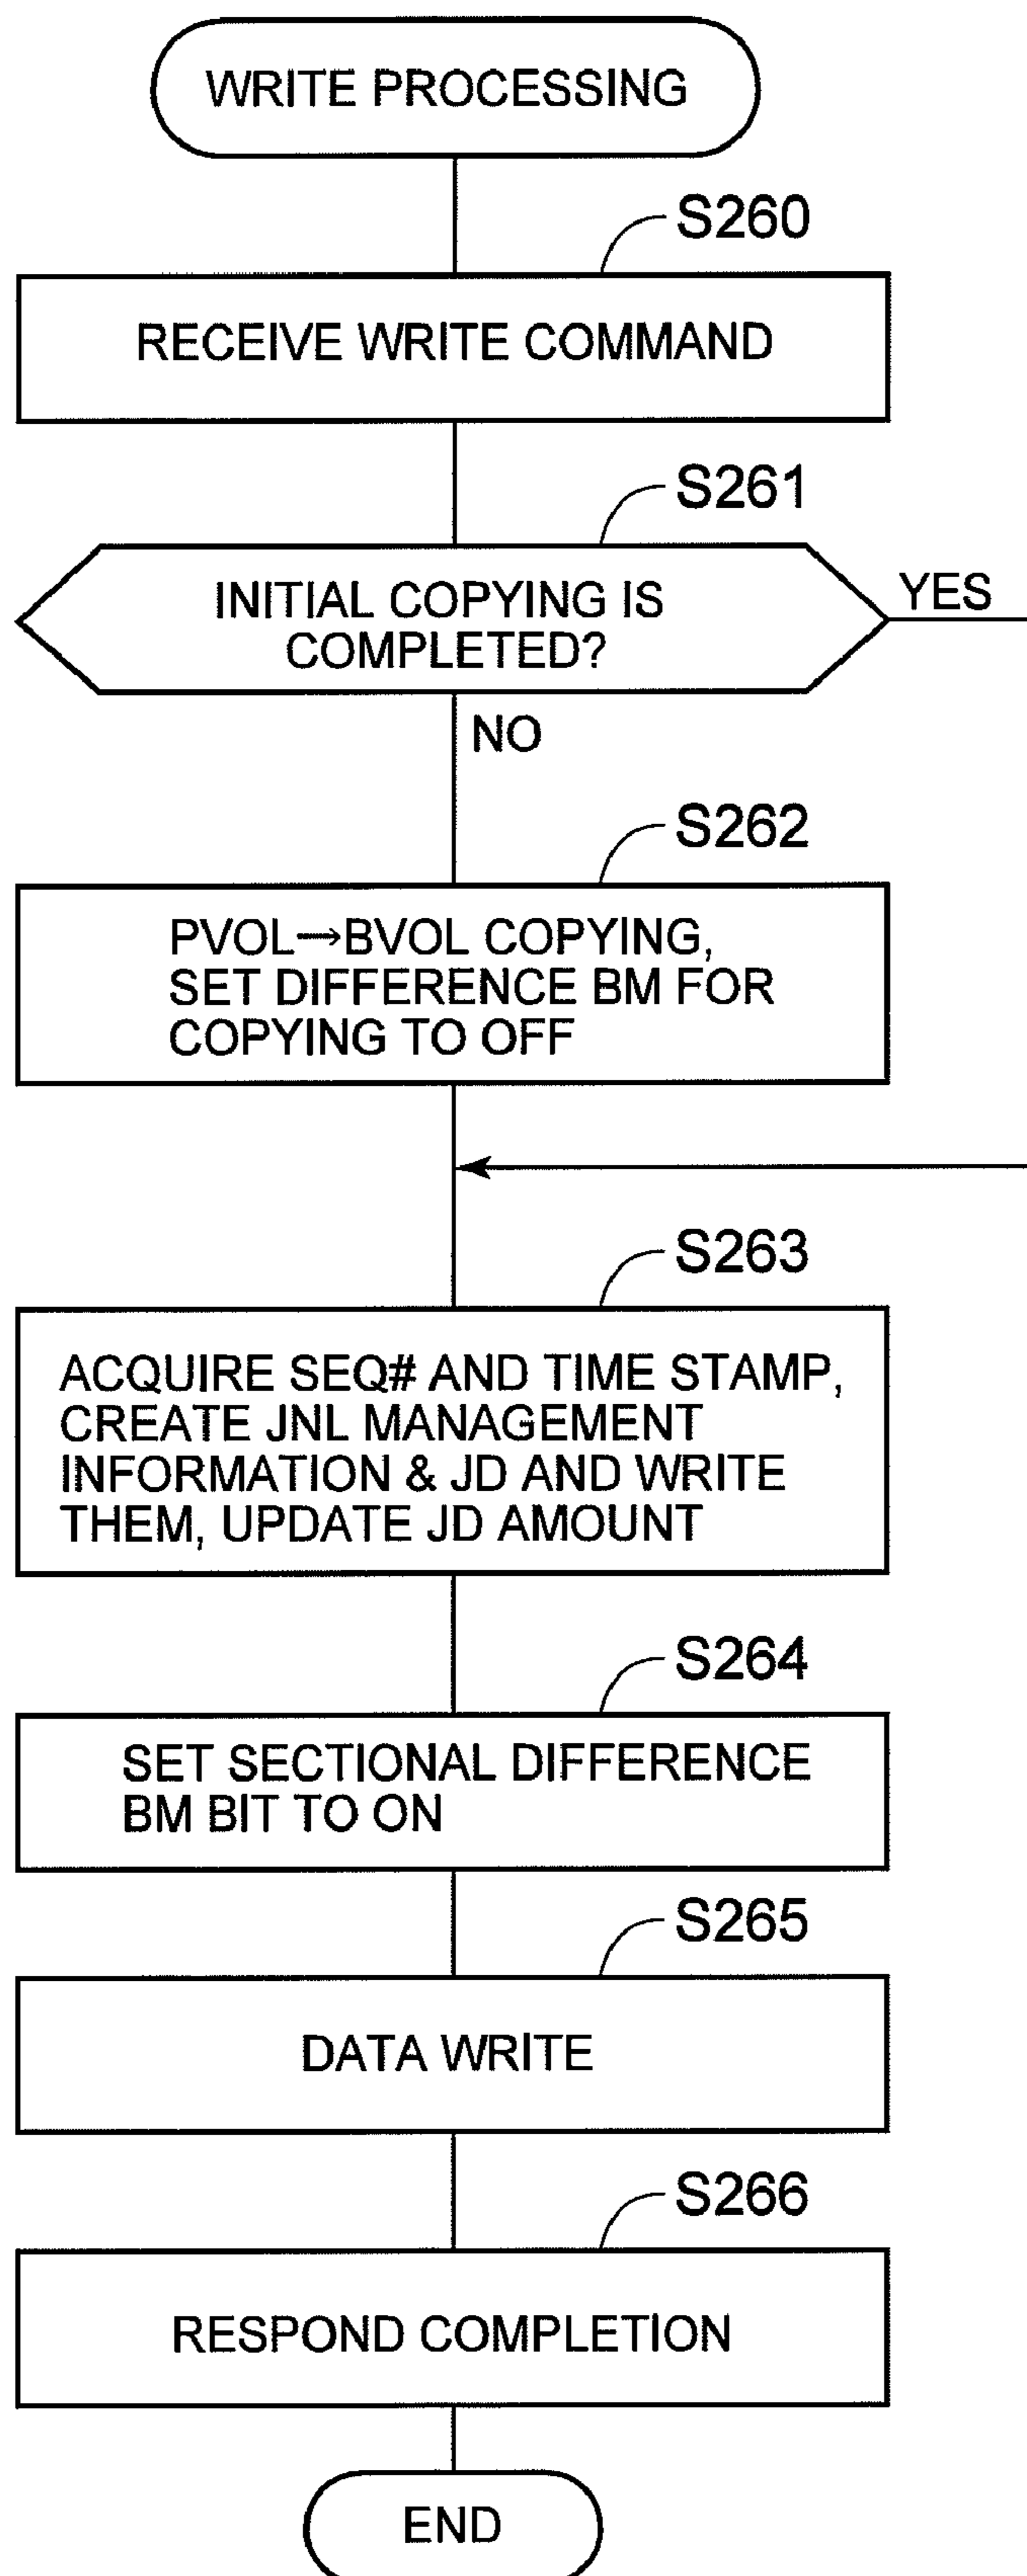 WRITE PROCESSING
S260
RECEIVE WRITE COMMAND
S261
INITIAL COPYING IS
COMPLETED?
YES
NO
S262
PVOL→BVOL COPYING,
SET DIFFERENCE BM FOR
COPYING TO OFF
S263
ACQUIRE SEQ# AND TIME STAMP,
CREATE JNL MANAGEMENT
INFORMATION & JD AND WRITE
THEM, UPDATE JD AMOUNT
S264
SET SECTIONAL DIFFERENCE
BM BIT TO ON
S265
DATA WRITE
S266
RESPOND COMPLETION
END